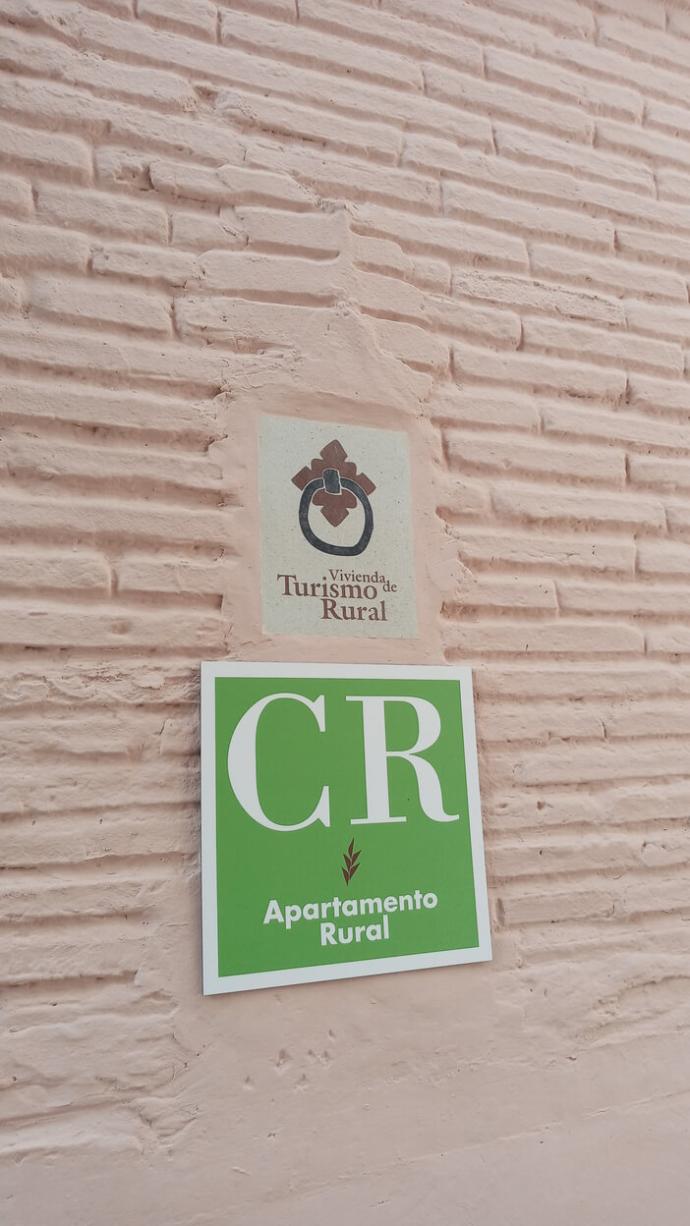 Vivienda
Turismo de
Rural
CR
Apartamento
Rural